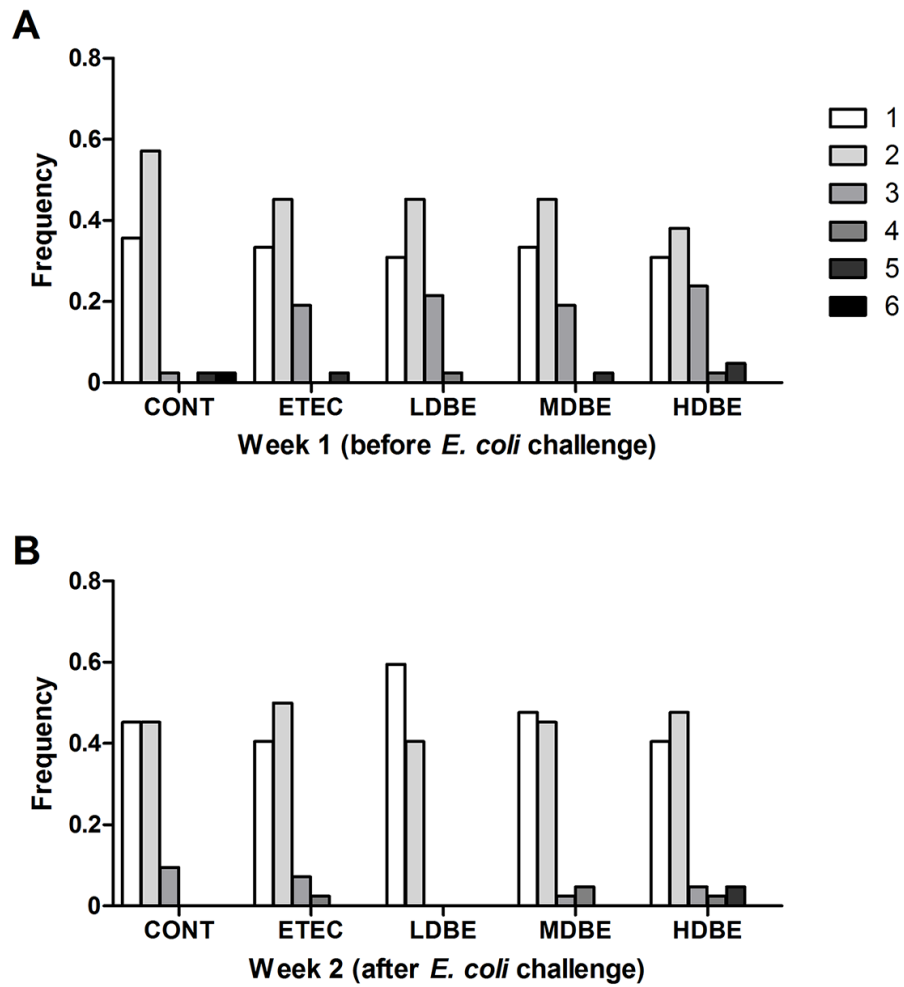 A
0.8
0.6
0.4
0.2
0
Frequency
CONT ETEC LDBE MDBE HDBE
Week 1 (before E. coli challenge)
1
2
3
4
5
6
B
0.8
0.6
0.4
0.2
0
Frequency
CONT ETEC LDBE MDBE HDBE
Week 2 (after E. coli challenge)